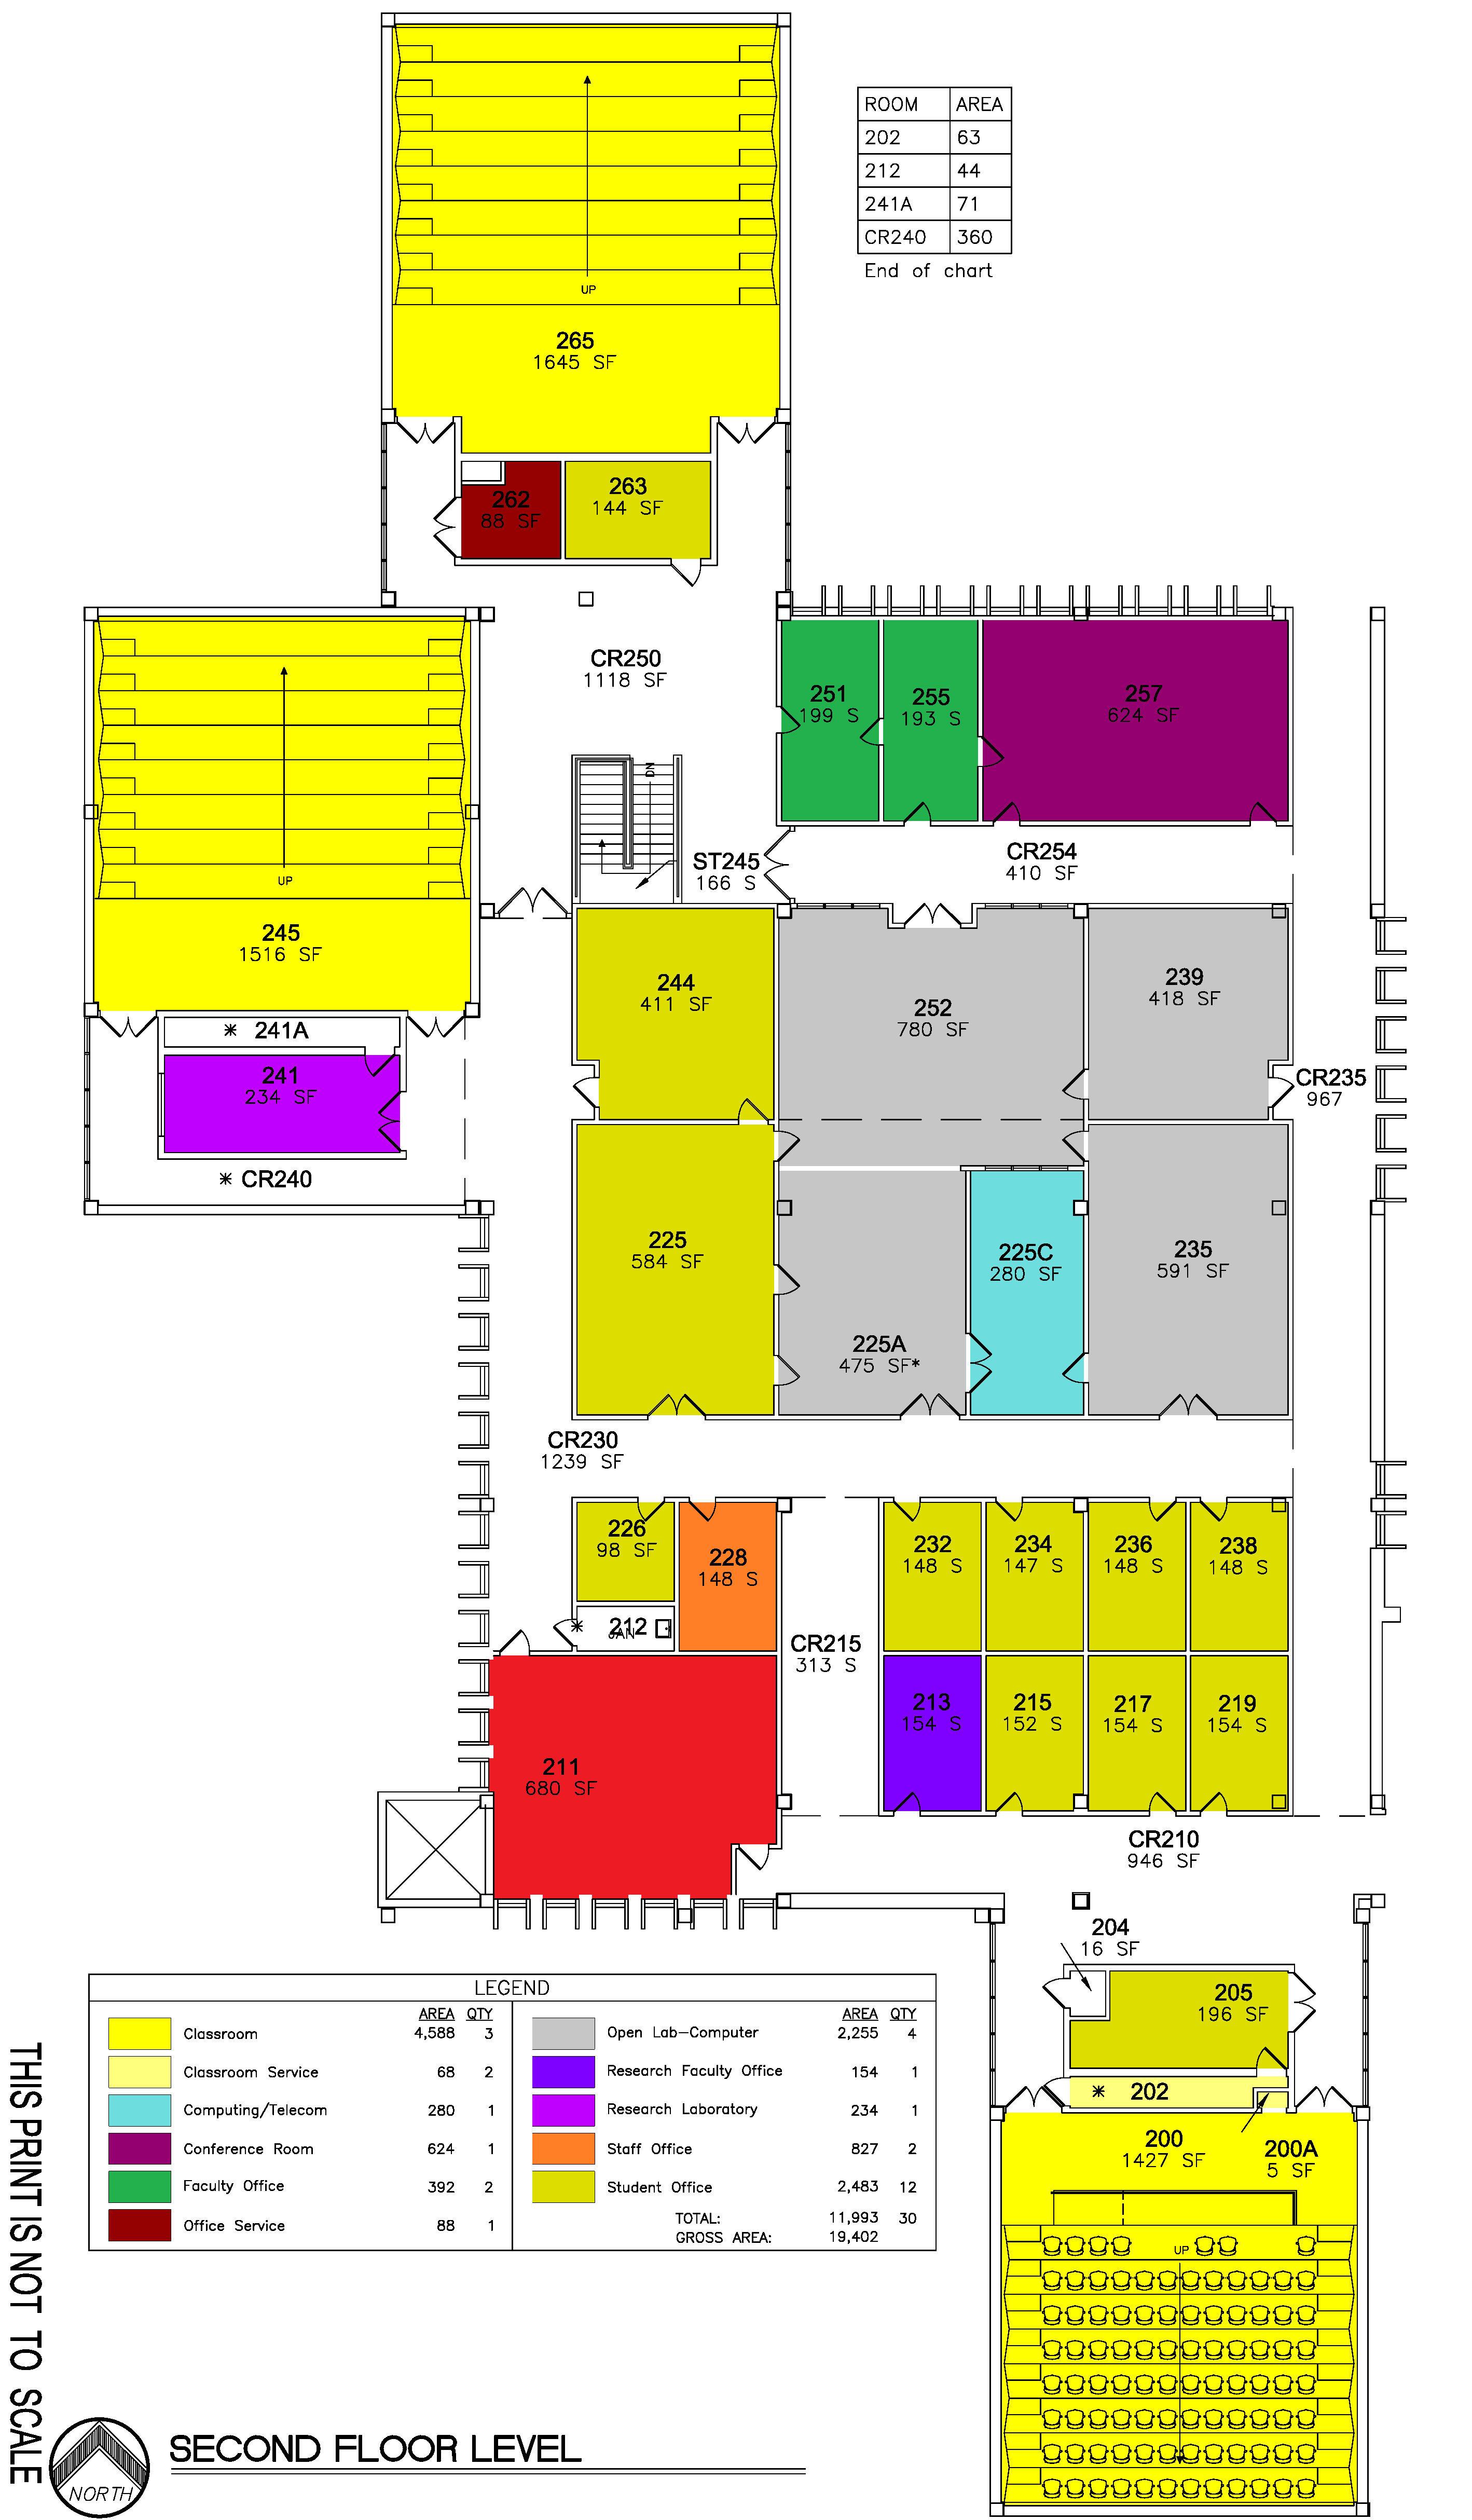 ROOM AREA
202 63
212 44
241A 71
CR240 360
End of chart
UP
265
1645 SF
262
88 SF
263
144 SF
CR250
1118 SF
251
199 S
255
193 S
257
624 SF
DN
ST245
166 S
CR254
410 SF
UP
245
1516 SF
* 241A
241
234 SF
* CR240
244
411 SF
252
780 SF
239
418 SF
CR235
967
225
584 SF
225A
475 SF*
225C
280 SF
235
591 SF
CR230
1239 SF
226
98 SF
228
148 S
232
148 S
234
147 S
236
148 S
238
148 S
* 212
JAN
CR215
313 S
213
154 S
215
152 S
217
154 S
219
154 S
211
680 SF
CR210
946 SF
204
16 SF
205
196 SF
* 202
200
1427 SF
200A
5 SF
UP
LEGEND
AREA QTY
Classroom 4,588 3
Classroom Service 68 2
Computing/Telecom 280 1
Conference Room 624 1
Faculty Office 392 2
Office Service 88 1
AREA QTY
Open Lab-Computer 2,255 4
Research Faculty Office 154 1
Research Laboratory 234 1
Staff Office 827 2
Student Office 2,483 12
TOTAL: 11,993 30
GROSS AREA: 19,402
THIS PRINT IS NOT TO SCALE
NORTH
SECOND FLOOR LEVEL